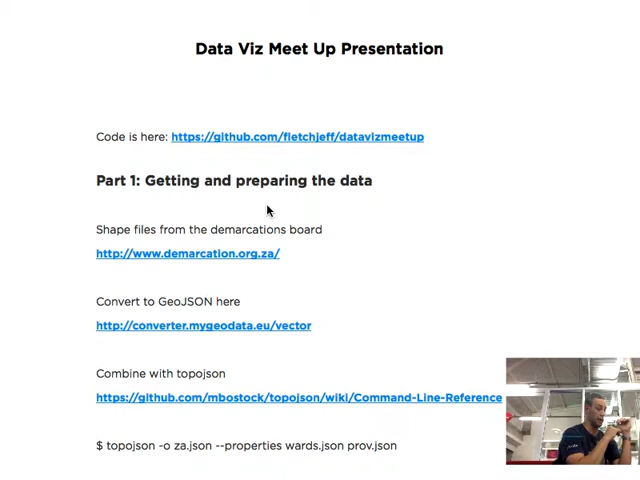 Data Viz Meet Up Presentation
Code is here: https://github.com/fletchjeff/datavizmeetup
Part 1: Getting and preparing the data
Shape files from the demarcations board
http://www.demarcation.org.za/
Convert to GeoJSON here
http://converter.mygeodata.eu/vector
Combine with topojson
https://github.com/mbostock/topojson/wiki/Command-Line-Reference
$ topojson -o za.json --properties wards.json prov.json